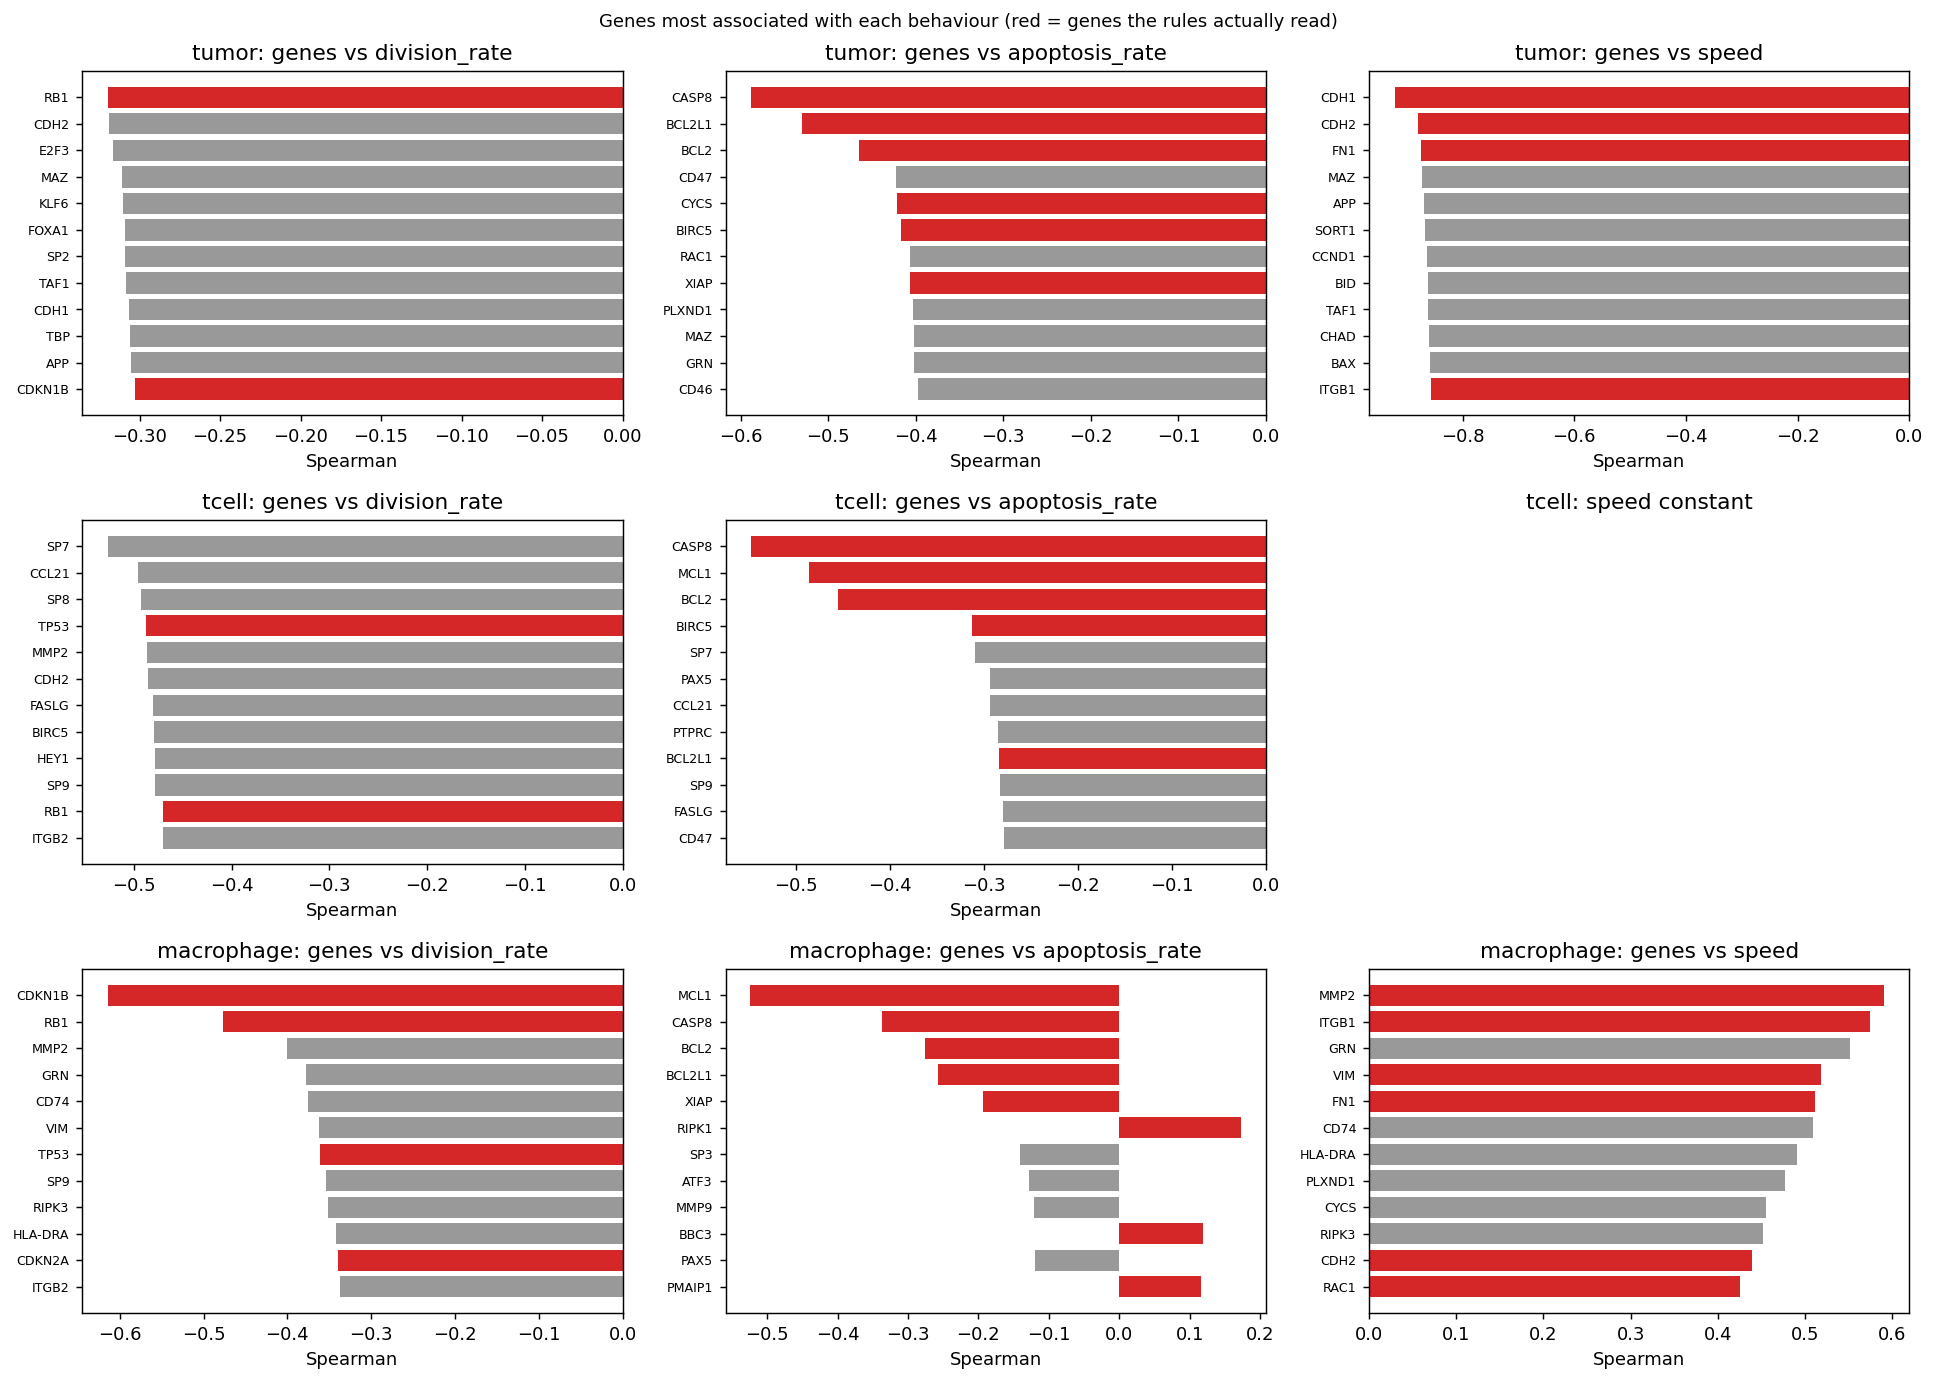 Genes most associated with each behaviour (red = genes the rules actually read)
tumor: genes vs division_rate
RB1
CDH2
E2F3
MAZ
KLF6
FOXA1
SP2
TAF1
CDH1
TBP
APP
CDKN1B
−0.30 −0.25 −0.20 −0.15 −0.10 −0.05 0.00
Spearman
tumor: genes vs apoptosis_rate
CASP8
BCL2L1
BCL2
CD47
CYCS
BIRC5
RAC1
XIAP
PLXND1
MAZ
GRN
CD46
−0.6 −0.5 −0.4 −0.3 −0.2 −0.1 0.0
Spearman
tumor: genes vs speed
CDH1
CDH2
FN1
MAZ
APP
SORT1
CCND1
BID
TAF1
CHAD
BAX
ITGB1
−0.8 −0.6 −0.4 −0.2 0.0
Spearman
tcell: genes vs division_rate
SP7
CCL21
SP8
TP53
MMP2
CDH2
FASLG
BIRC5
HEY1
SP9
RB1
ITGB2
−0.5 −0.4 −0.3 −0.2 −0.1 0.0
Spearman
tcell: genes vs apoptosis_rate
CASP8
MCL1
BCL2
BIRC5
SP7
PAX5
CCL21
PTPRC
BCL2L1
SP9
FASLG
CD47
−0.5 −0.4 −0.3 −0.2 −0.1 0.0
Spearman
tcell: speed constant
macrophage: genes vs division_rate
CDKN1B
RB1
MMP2
GRN
CD74
VIM
TP53
SP9
RIPK3
HLA-DRA
CDKN2A
ITGB2
−0.6 −0.5 −0.4 −0.3 −0.2 −0.1 0.0
Spearman
macrophage: genes vs apoptosis_rate
MCL1
CASP8
BCL2
BCL2L1
XIAP
RIPK1
SP3
ATF3
MMP9
BBC3
PAX5
PMAIP1
−0.5 −0.4 −0.3 −0.2 −0.1 0.0 0.1 0.2
Spearman
macrophage: genes vs speed
MMP2
ITGB1
GRN
VIM
FN1
CD74
HLA-DRA
PLXND1
CYCS
RIPK3
CDH2
RAC1
0.0 0.1 0.2 0.3 0.4 0.5 0.6
Spearman